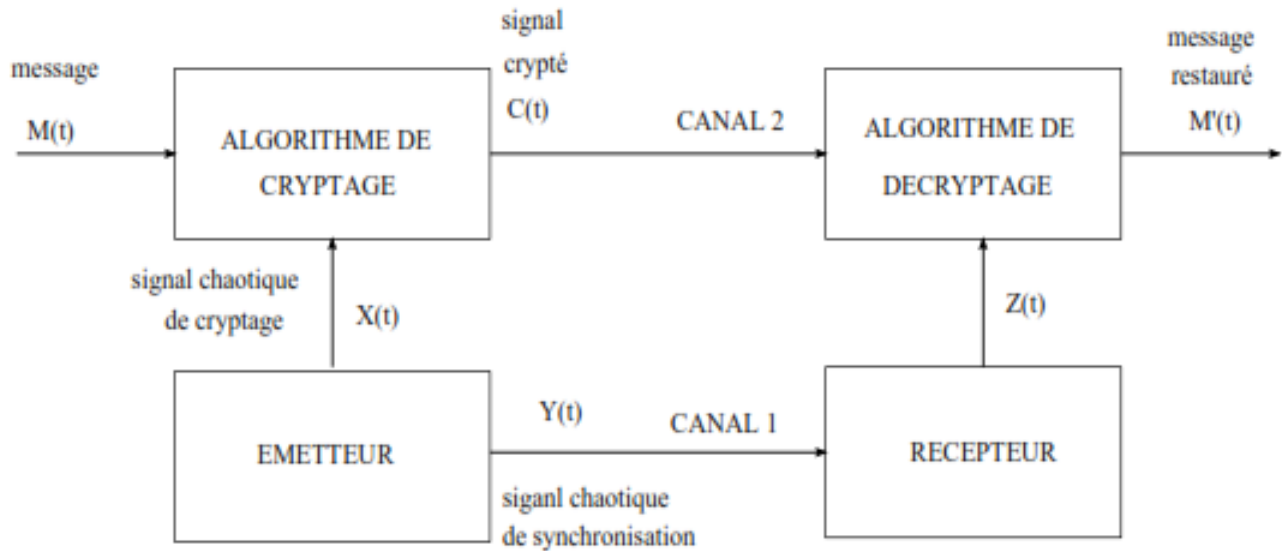 message
M(t)
ALGORITHME DE
CRYPTAGE
signal
crypté
C(t)
CANAL 2
ALGORITHME DE
DECRYPTAGE
message
restauré
M'(t)
signal chaotique
de cryptage
X(t)
Z(t)
EMETTEUR
Y(t)
CANAL 1
siganl chaotique
de synchronisation
RECEPTEUR